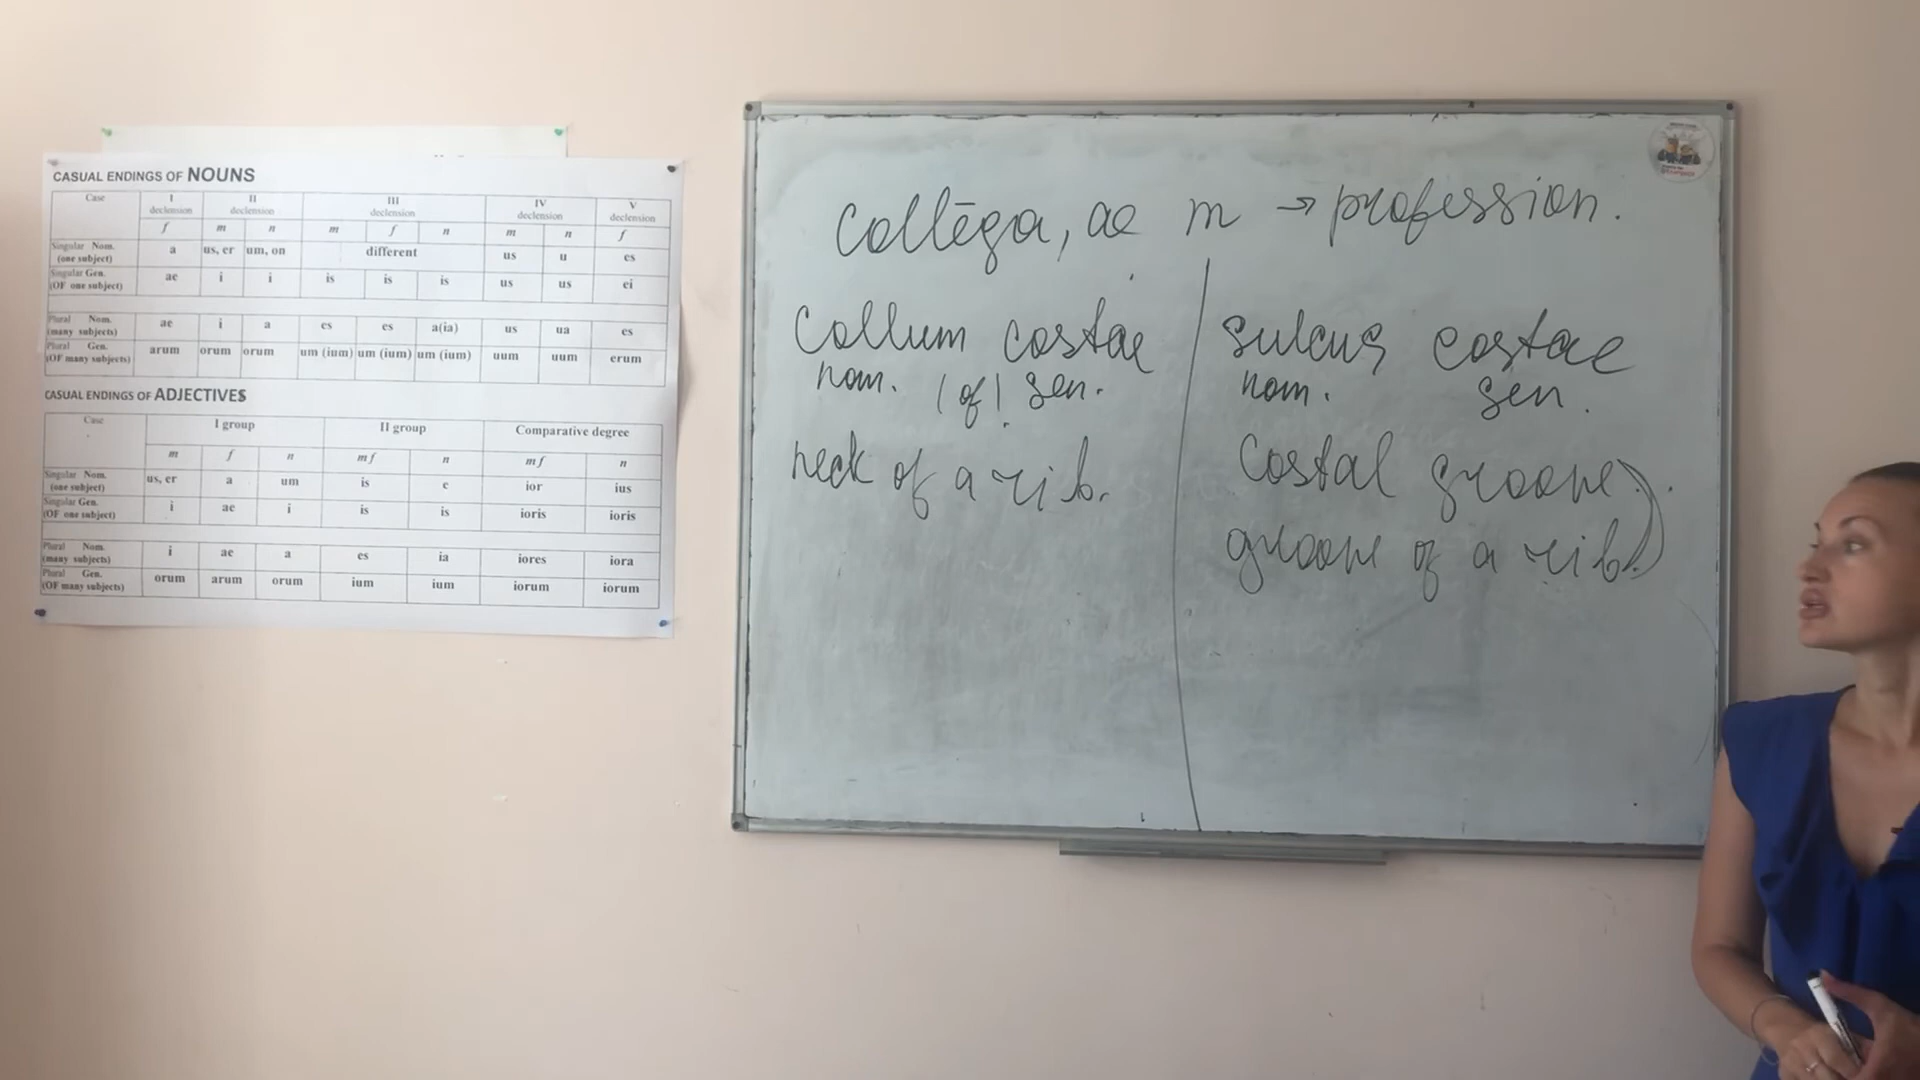 CASUAL ENDINGS OF NOUNS
Case I declension II declension III declension IV declension V declension
f m n m f n m n f
Singular Nom. (one subject) a us, er um, on different us u es
Singular Gen. (OF one subject) ae i i is is is us us ei
Plural Nom. (many subjects) ae i a es es a(ia) us ua es
Plural Gen. (OF many subjects) arum orum orum um (ium) um (ium) um (ium) uum uum erum
CASUAL ENDINGS OF ADJECTIVES
Case I group II group Comparative degree
m f n mf n mf n
Singular Nom. (one subject) us, er a um is e ior ius
Singular Gen. (OF one subject) i ae i is is ioris ioris
Plural Nom. (many subjects) i ae a es ia iores iora
Plural Gen. (OF many subjects) orum arum orum ium ium iorum iorum
collēga, ae m → profession.
collum costae
nom. (of) gen.
neck of a rib.
sulcus costae
nom. gen.
costal groove
groove of a rib.